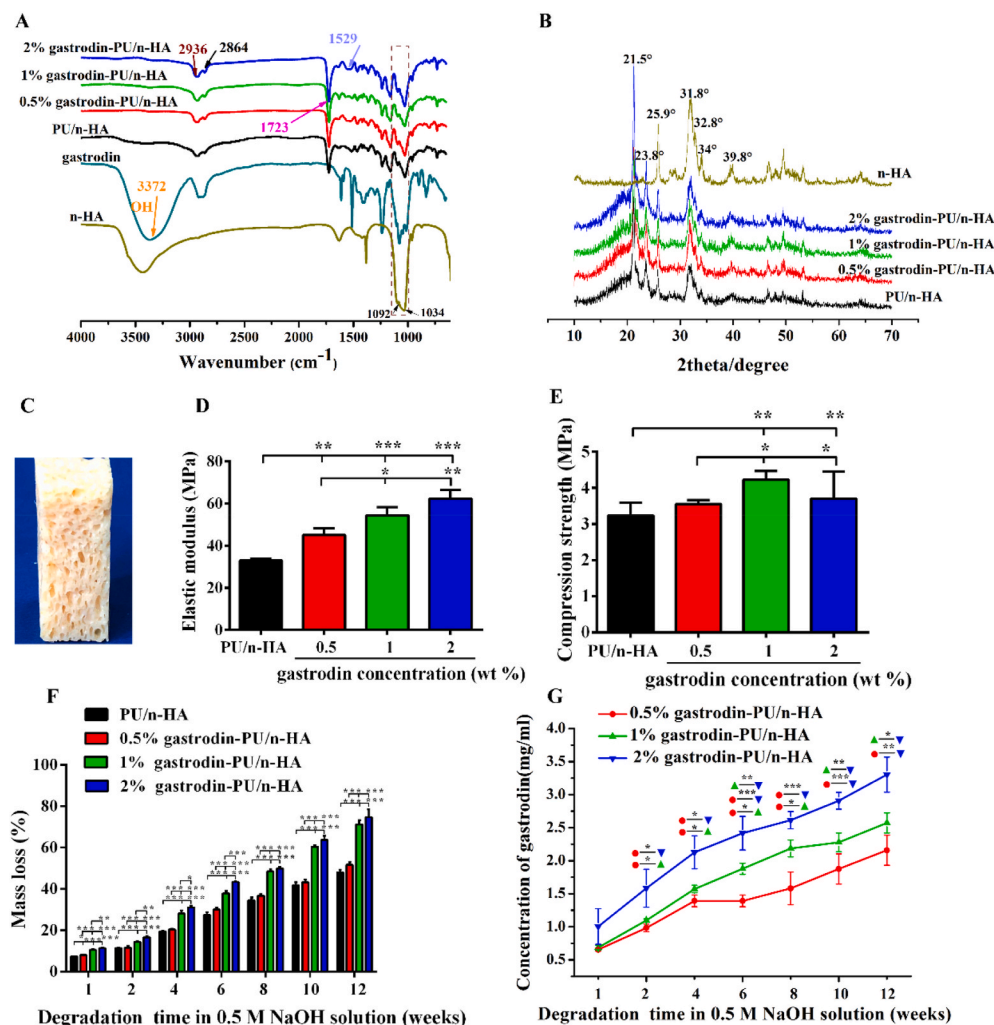 A
2% gastrodin-PU/n-HA
2936
2864
1529
1% gastrodin-PU/n-HA
0.5% gastrodin-PU/n-HA
1723
PU/n-HA
gastrodin
3372
OH
n-HA
1092
1034
4000 3500 3000 2500 2000 1500 1000
Wavenumber (cm-1)
B
21.5°
31.8°
25.9°
32.8°
34°
23.8°
39.8°
n-HA
2% gastrodin-PU/n-HA
1% gastrodin-PU/n-HA
0.5% gastrodin-PU/n-HA
PU/n-HA
10 20 30 40 50 60 70
2theta/degree
C
D
Elastic modulus (MPa)
80
60
40
20
0
** *** ***
* **
PU/n-HA 0.5 1 2
gastrodin concentration (wt %)
E
Compression strength (MPa)
5
4
3
2
1
0
** **
* *
PU/n-HA 0.5 1 2
gastrodin concentration (wt %)
F
PU/n-HA
0.5% gastrodin-PU/n-HA
1% gastrodin-PU/n-HA
2% gastrodin-PU/n-HA
Mass loss (%)
100
80
60
40
20
0
1 2 4 6 8 10 12
Degradation time in 0.5 M NaOH solution (weeks)
G
0.5% gastrodin-PU/n-HA
1% gastrodin-PU/n-HA
2% gastrodin-PU/n-HA
Concentration of gastrodin(mg/ml)
4.0
3.5
3.0
2.5
2.0
1.5
1.0
0.5
1 2 4 6 8 10 12
Degradation time in 0.5 M NaOH solution (weeks)